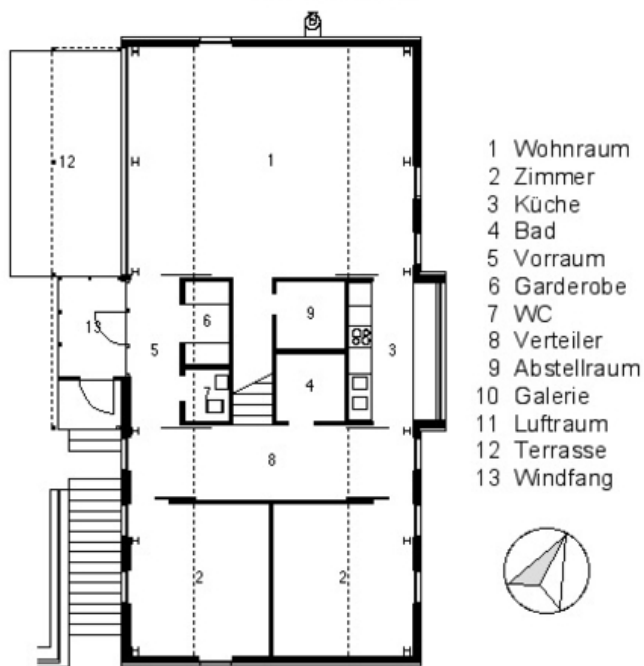 12
1
13
5
6
9
3
7
4
8
2
2
1 Wohnraum
2 Zimmer
3 Küche
4 Bad
5 Vorraum
6 Garderobe
7 WC
8 Verteiler
9 Abstellraum
10 Galerie
11 Luftraum
12 Terrasse
13 Windfang